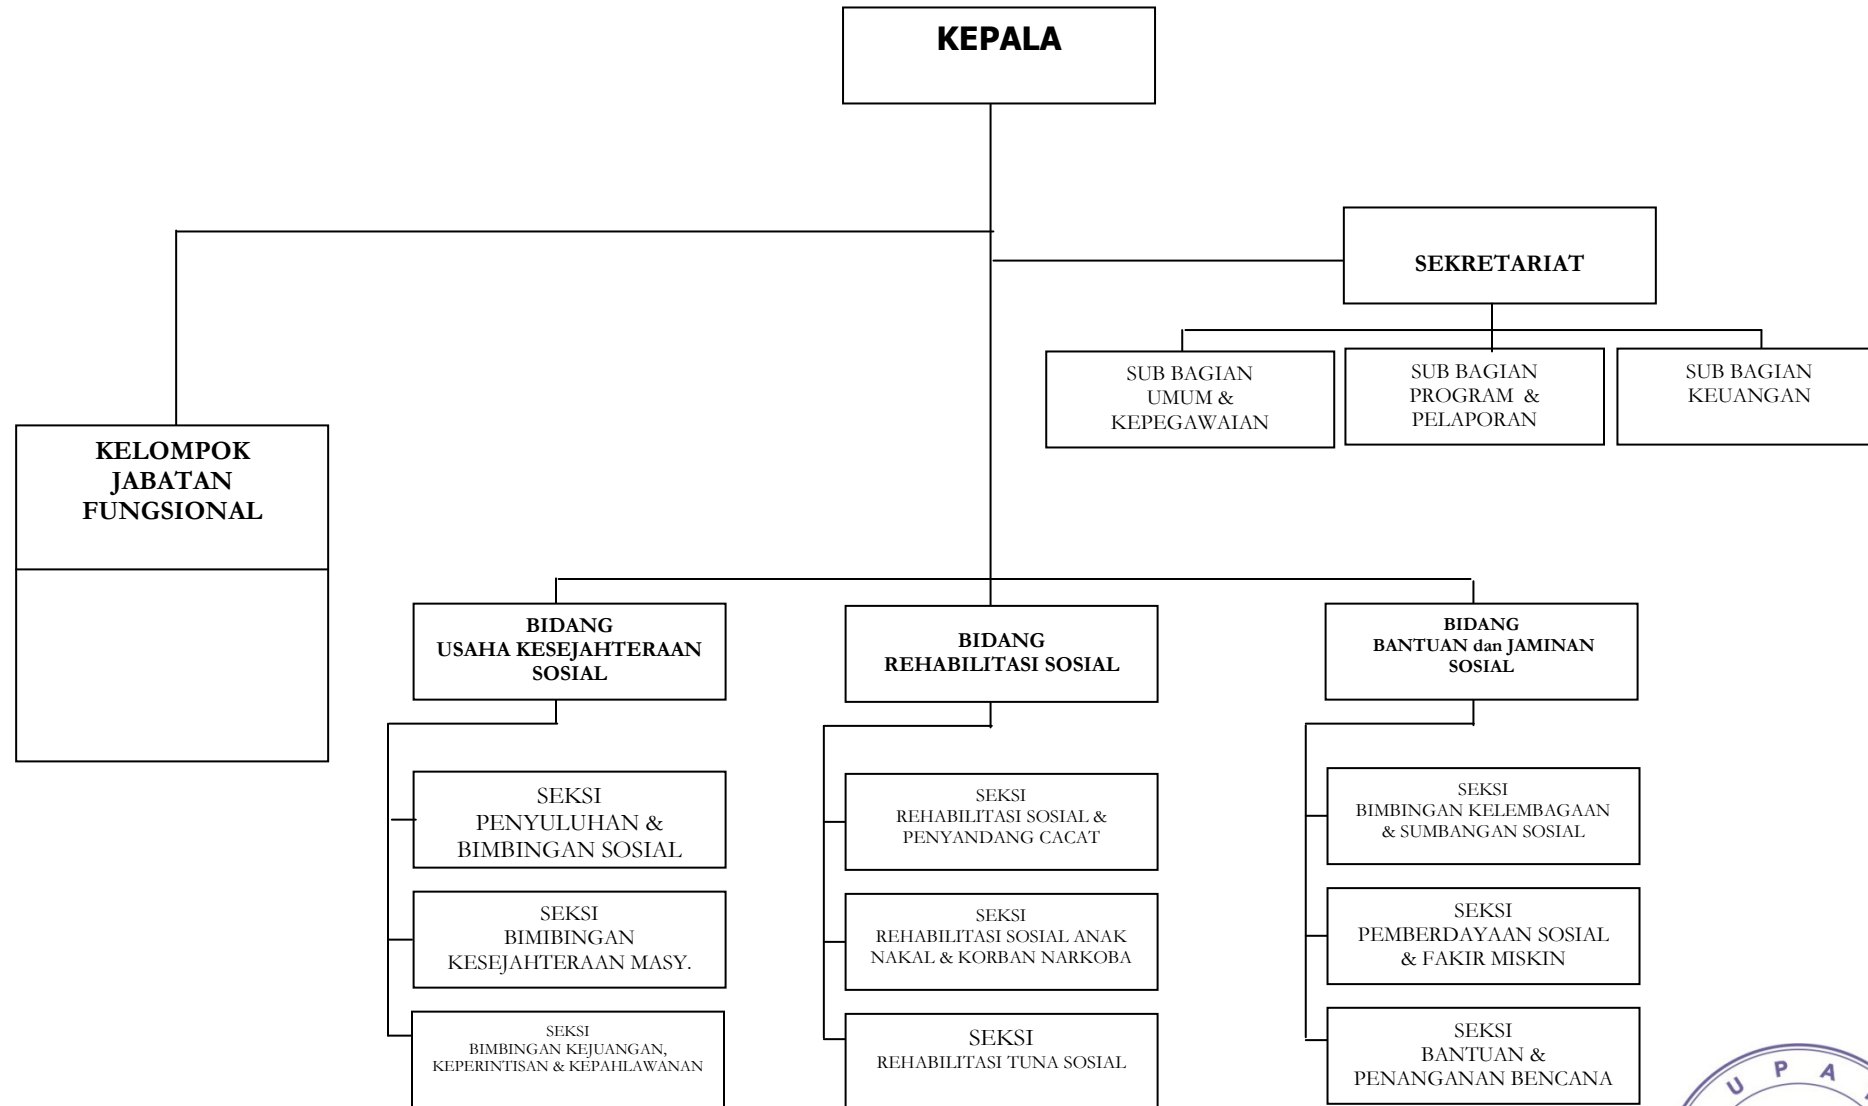 KEPALA
SEKRETARIAT
SUB BAGIAN
UMUM &
KEPEGAWAIAN
SUB BAGIAN
PROGRAM &
PELAPORAN
SUB BAGIAN
KEUANGAN
KELOMPOK
JABATAN
FUNGSIONAL
BIDANG
USAHA KESEJAHTERAAN
SOSIAL
BIDANG
REHABILITASI SOSIAL
BIDANG
BANTUAN dan JAMINAN
SOSIAL
SEKSI
PENYULUHAN &
BIMBINGAN SOSIAL
SEKSI
BIMIBINGAN
KESEJAHTERAAN MASY.
SEKSI
BIMBINGAN KEJUANGAN,
KEPERINTISAN & KEPAHLAWANAN
SEKSI
REHABILITASI SOSIAL &
PENYANDANG CACAT
SEKSI
REHABILITASI SOSIAL ANAK
NAKAL & KORBAN NARKOBA
SEKSI
REHABILITASI TUNA SOSIAL
SEKSI
BIMBINGAN KELEMBAGAAN
& SUMBANGAN SOSIAL
SEKSI
PEMBERDAYAAN SOSIAL
& FAKIR MISKIN
SEKSI
BANTUAN &
PENANGANAN BENCANA
UPA